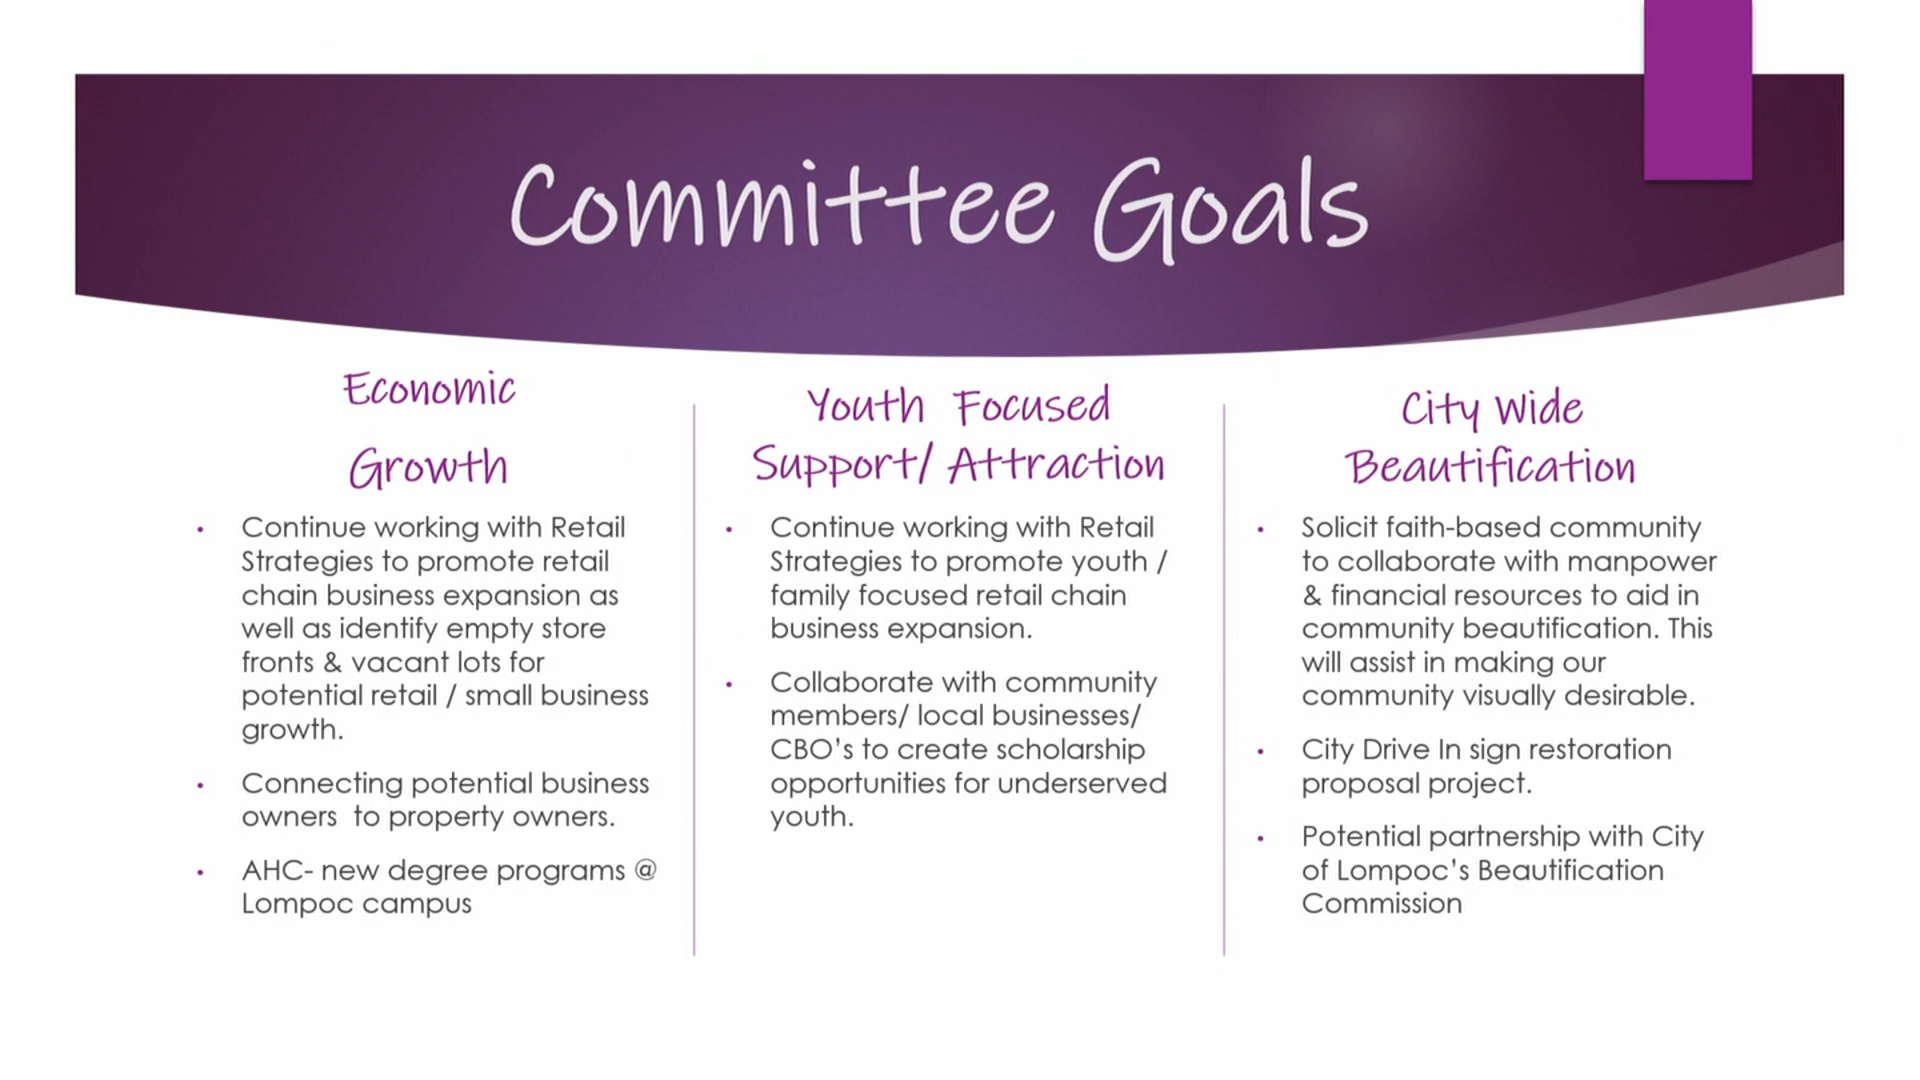 Committee Goals
Economic
Growth
• Continue working with Retail
Strategies to promote retail
chain business expansion as
well as identify empty store
fronts & vacant lots for
potential retail / small business
growth.
• Connecting potential business
owners  to property owners.
• AHC- new degree programs @
Lompoc campus
Youth  Focused
Support/ Attraction
• Continue working with Retail
Strategies to promote youth /
family focused retail chain
business expansion.
• Collaborate with community
members/ local businesses/
CBO’s to create scholarship
opportunities for underserved
youth.
City Wide
Beautification
• Solicit faith-based community
to collaborate with manpower
& financial resources to aid in
community beautification. This
will assist in making our
community visually desirable.
• City Drive In sign restoration
proposal project.
• Potential partnership with City
of Lompoc’s Beautification
Commission